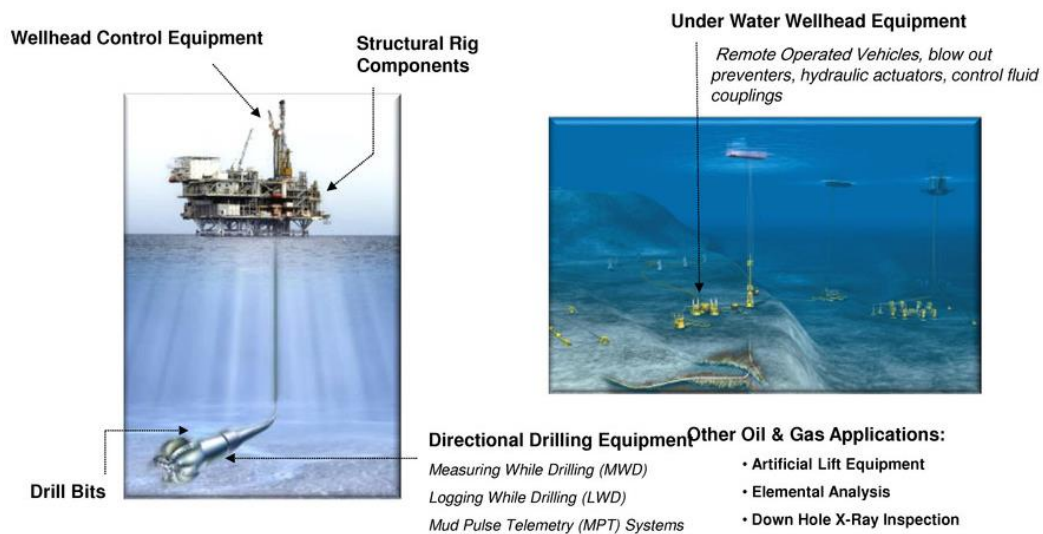 Wellhead Control Equipment
Structural Rig
Components
Drill Bits
Directional Drilling Equipment
Measuring While Drilling (MWD)
Logging While Drilling (LWD)
Mud Pulse Telemetry (MPT) Systems
Under Water Wellhead Equipment
Remote Operated Vehicles, blow out
preventers, hydraulic actuators, control fluid
couplings
Other Oil & Gas Applications:
• Artificial Lift Equipment
• Elemental Analysis
• Down Hole X-Ray Inspection